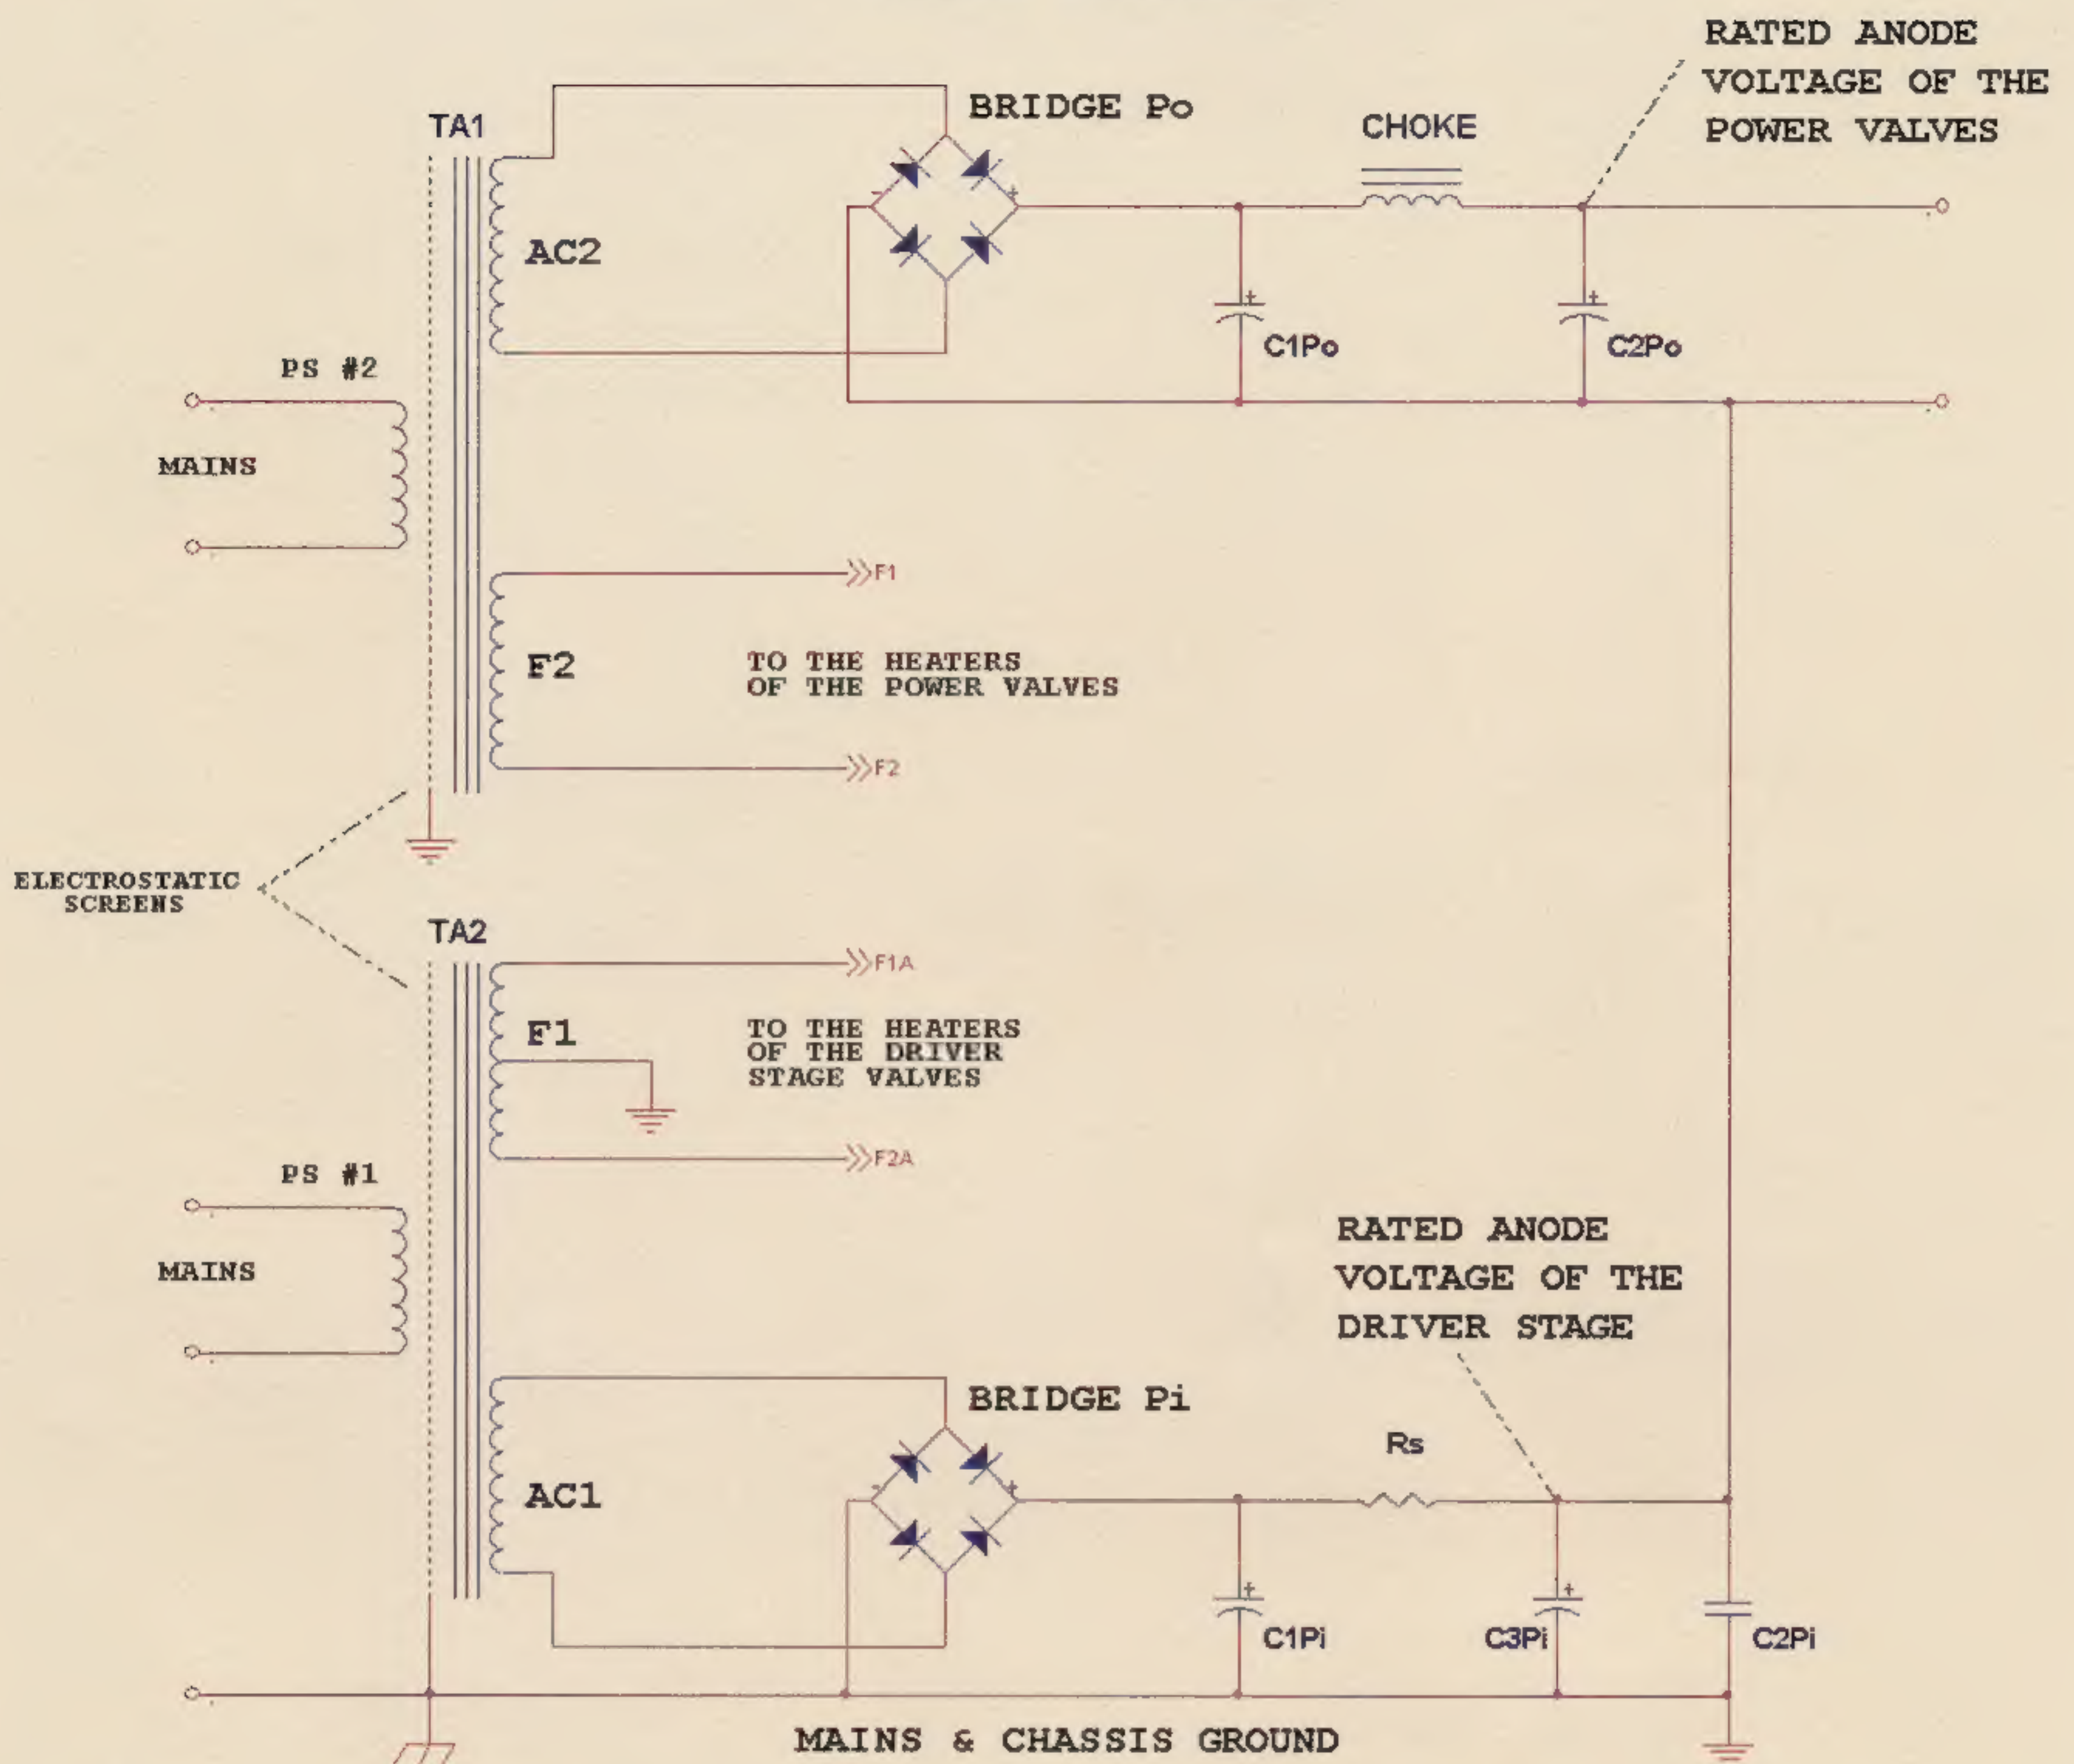 RATED ANODE
VOLTAGE OF THE
POWER VALVES
BRIDGE Po
TA1
CHOKE
+
-
+
AC2
+
C1Po
+
C2Po
PS #2
MAINS
F1
F2
TO THE HEATERS
OF THE POWER VALVES
F2
ELECTROSTATIC
SCREENS
TA2
F1A
F1
TO THE HEATERS
OF THE DRIVER
STAGE VALVES
F2A
PS #1
MAINS
RATED ANODE
VOLTAGE OF THE
DRIVER STAGE
BRIDGE Pi
Rs
-
+
AC1
+
C1Pi
+
C3Pi
C2Pi
MAINS & CHASSIS GROUND